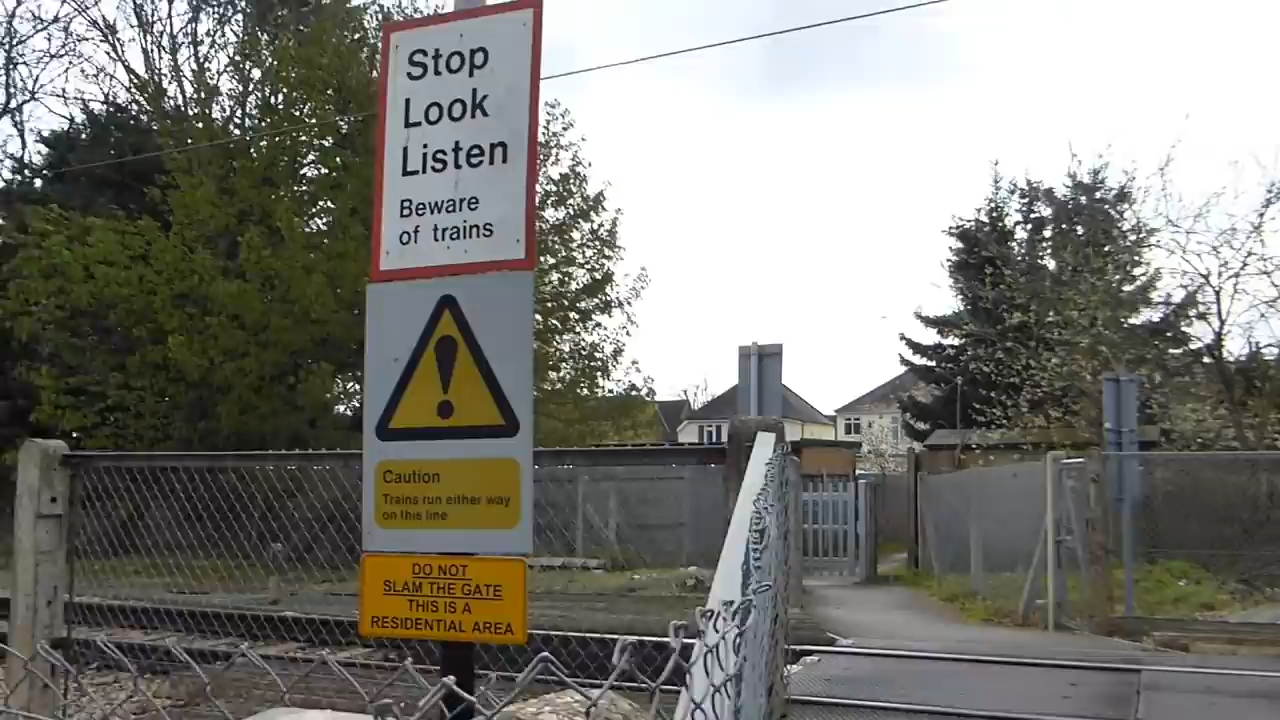 Stop
Look
Listen
Beware
of trains
Caution
Trains run either way
on this line
DO NOT
SLAM THE GATE
THIS IS A
RESIDENTIAL AREA